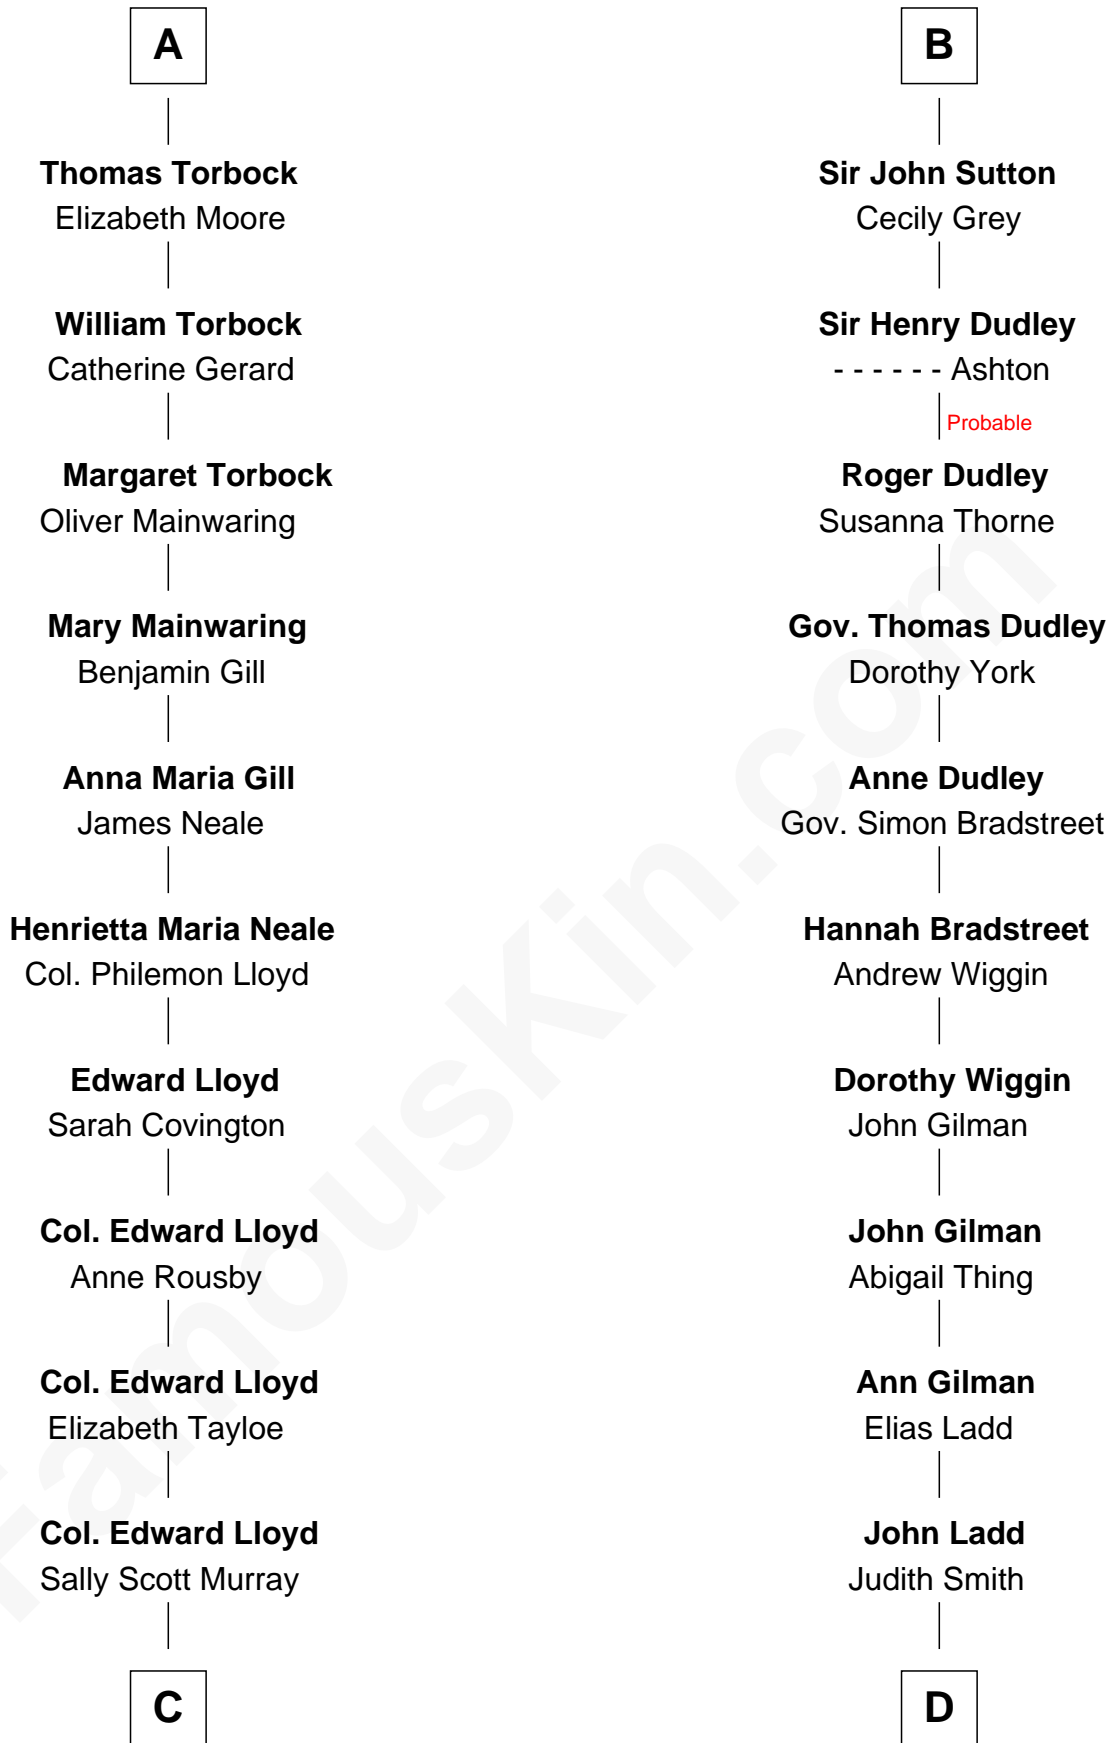 A
Thomas Torbock
Elizabeth Moore
William Torbock
Catherine Gerard
Margaret Torbock
Oliver Mainwaring
Mary Mainwaring
Benjamin Gill
Anna Maria Gill
James Neale
Henrietta Maria Neale
Col. Philemon Lloyd
Edward Lloyd
Sarah Covington
Col. Edward Lloyd
Anne Rousby
Col. Edward Lloyd
Elizabeth Tayloe
Col. Edward Lloyd
Sally Scott Murray
C
B
Sir John Sutton
Cecily Grey
Sir Henry Dudley
- - - - - - Ashton
Probable
Roger Dudley
Susanna Thorne
Gov. Thomas Dudley
Dorothy York
Anne Dudley
Gov. Simon Bradstreet
Hannah Bradstreet
Andrew Wiggin
Dorothy Wiggin
John Gilman
John Gilman
Abigail Thing
Ann Gilman
Elias Ladd
John Ladd
Judith Smith
D
FamousKin.com